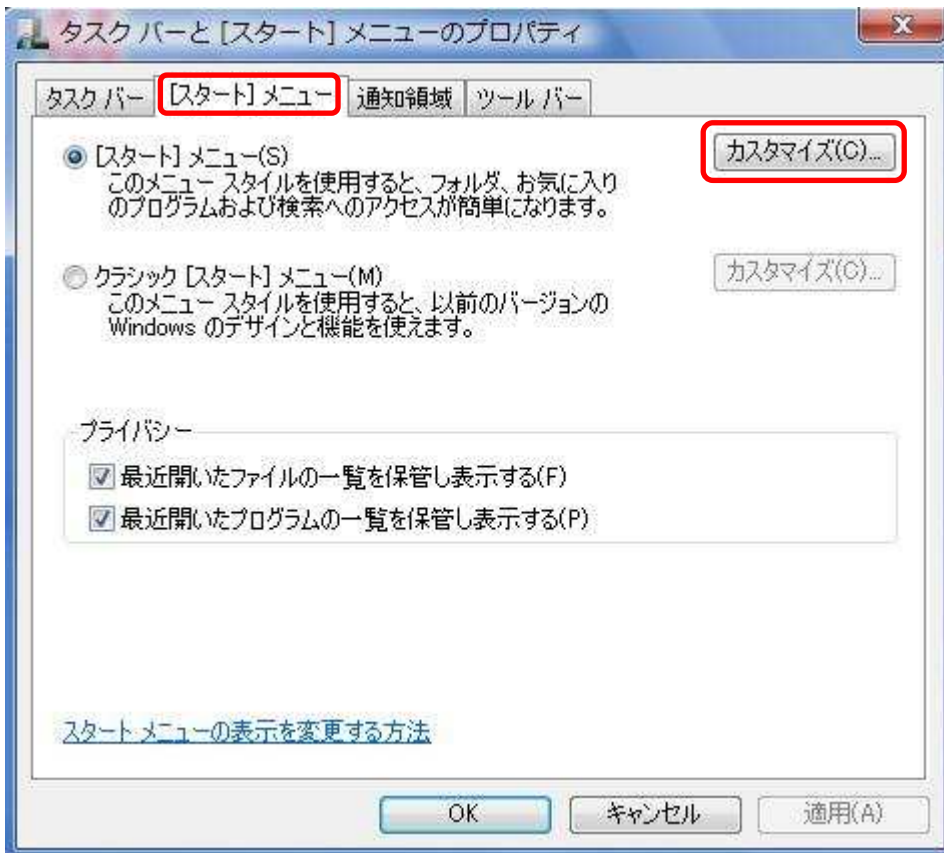 タスク バーと [スタート] メニューのプロパティ
タスク バー [スタート] メニュー 通知領域 ツール バー
[スタート] メニュー(S) カスタマイズ(C)...
このメニュー スタイルを使用すると、フォルダ、お気に入り
のプログラムおよび検索へのアクセスが簡単になります。
クラシック [スタート] メニュー(M) カスタマイズ(C)...
このメニュー スタイルを使用すると、以前のバージョンの
Windows のデザインと機能を使えます。
プライバシー
最近開いたファイルの一覧を保管し表示する(F)
最近開いたプログラムの一覧を保管し表示する(P)
スタート メニューの表示を変更する方法
OK キャンセル 適用(A)